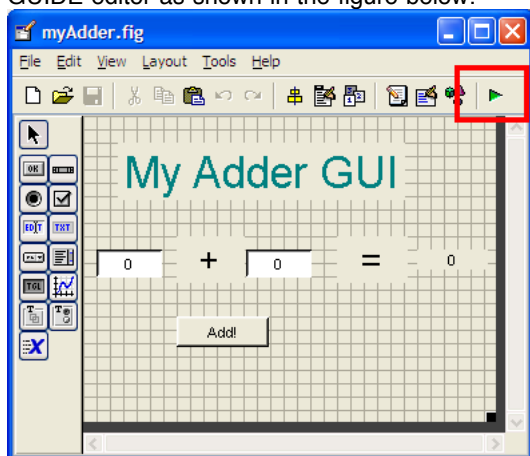 GUIDE editor as shown in the figure below.
myAdder.fig
File Edit View Layout Tools Help
OK
EDIT TXT
TGL
My Adder GUI
0 + 0 = 0
Add!